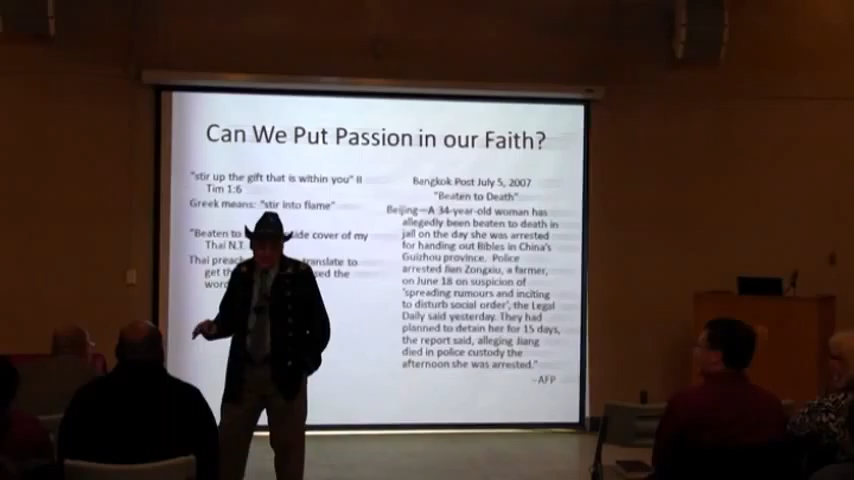 Can We Put Passion in our Faith?
"stir up the gift that is within you" II
Tim 1:6
Greek means: "stir into flame"
"Beaten to ide cover of my
Thai N.T.
Thai preac ranslate to
get th sed the
wor
Bangkok Post July 5, 2007
"Beaten to Death"
Beijing—A 34-year-old woman has
allegedly been beaten to death in
jail on the day she was arrested
for handing out Bibles in China's
Guizhou province. Police
arrested Jian Zongxiu, a farmer,
on June 18 on suspicion of
'spreading rumours and inciting
to disturb social order', the Legal
Daily said yesterday. They had
planned to detain her for 15 days,
the report said, alleging Jiang
died in police custody the
afternoon she was arrested."
-AFP